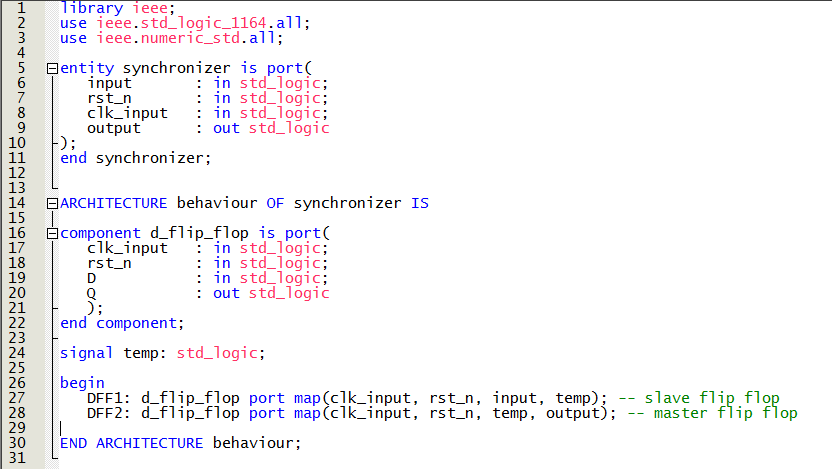 1 library ieee;
2 use ieee.std_logic_1164.all;
3 use ieee.numeric_std.all;
4
5 entity synchronizer is port(
6 input : in std_logic;
7 rst_n : in std_logic;
8 clk_input : in std_logic;
9 output : out std_logic
10 );
11 end synchronizer;
12
13
14 ARCHITECTURE behaviour OF synchronizer IS
15
16 component d_flip_flop is port(
17 clk_input : in std_logic;
18 rst_n : in std_logic;
19 D : in std_logic;
20 Q : out std_logic
21 );
22 end component;
23
24 signal temp: std_logic;
25
26 begin
27 DFF1: d_flip_flop port map(clk_input, rst_n, input, temp); -- slave flip flop
28 DFF2: d_flip_flop port map(clk_input, rst_n, temp, output); -- master flip flop
29
30 END ARCHITECTURE behaviour;
31